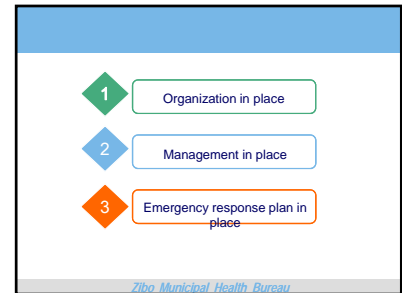 1
Organization in place
2
Management in place
3
Emergency response plan in
place
Zibo Municipal Health Bureau